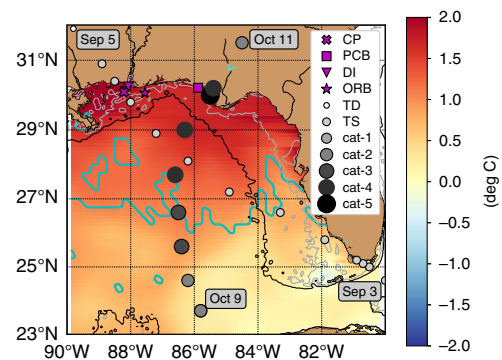 2.0
1.5
1.0
0.5
0.0
−0.5
−1.0
−1.5
−2.0
(deg C)
31°N
29°N
27°N
25°N
23°N
90°W
88°W
86°W
84°W
82°W
Sep 5
Oct 11
Oct 9
Sep 3
CP
PCB
DI
ORB
TD
TS
cat-1
cat-2
cat-3
cat-4
cat-5